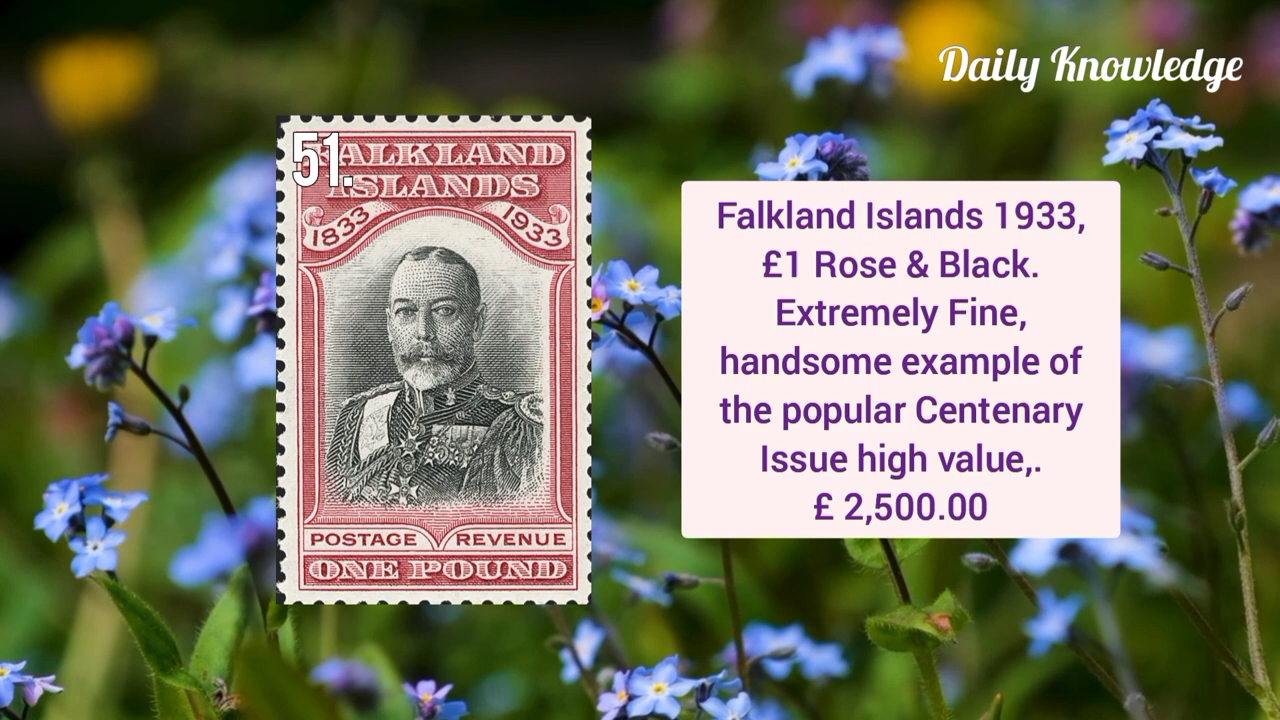 Daily Knowledge
51.
FALKLAND
ISLANDS
1833 1933
POSTAGE REVENUE
ONE POUND
Falkland Islands 1933,
£1 Rose & Black.
Extremely Fine,
handsome example of
the popular Centenary
Issue high value,.
£ 2,500.00